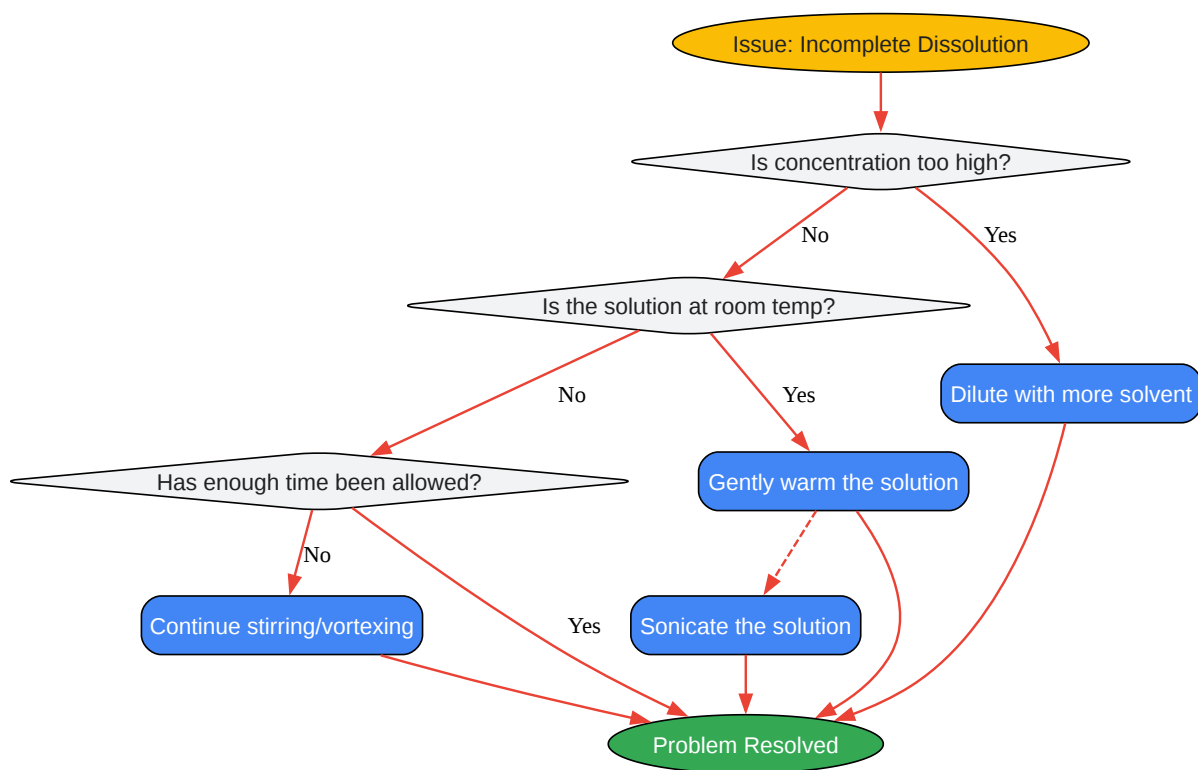 Issue: Incomplete Dissolution
Is concentration too high?
No
Yes
Is the solution at room temp?
No
Yes
Dilute with more solvent
Has enough time been allowed?
Gently warm the solution
No
Continue stirring/vortexing
Yes
Sonicate the solution
Problem Resolved